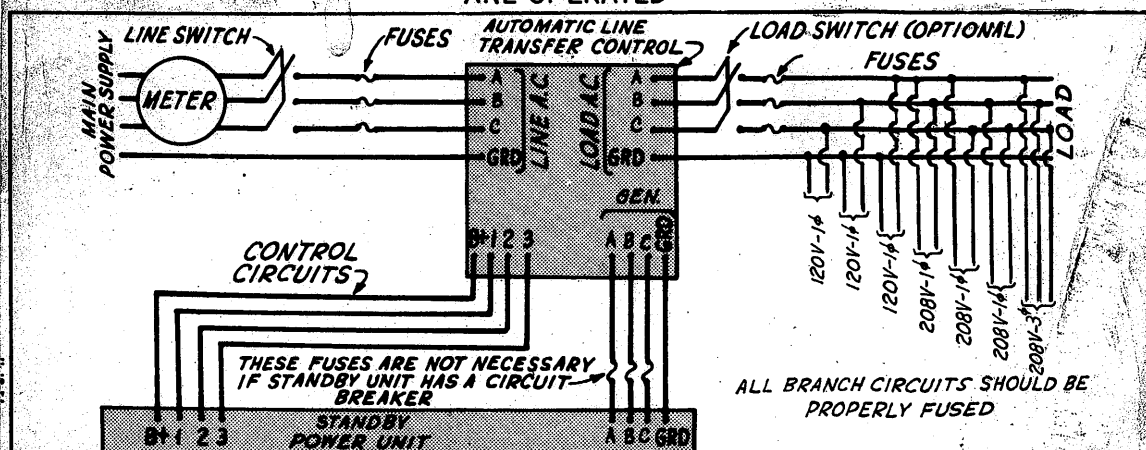 ARE OPERATED
LINE SWITCH
FUSES
AUTOMATIC LINE
TRANSFER CONTROL
LOAD SWITCH (OPTIONAL)
FUSES
MAIN
POWER SUPPLY
METER
A
B
C
GRD
LINE A.C.
LOAD A.C.
A
B
C
GRD
LOAD
GEN.
B+ 1 2 3
A B C GRD
CONTROL
CIRCUITS
120V-1ϕ
120V-1ϕ
120V-1ϕ
208V-1ϕ
208V-1ϕ
208V-1ϕ
208V-3ϕ
THESE FUSES ARE NOT NECESSARY
IF STANDBY UNIT HAS A CIRCUIT
BREAKER
ALL BRANCH CIRCUITS SHOULD BE
PROPERLY FUSED
B+ 1 2 3
STANDBY
POWER UNIT
A B C GRD